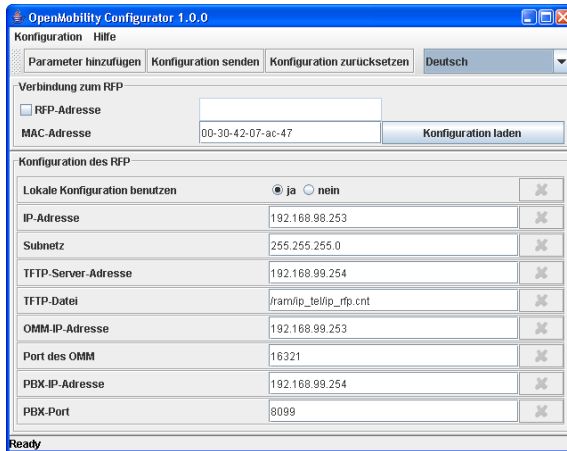 OpenMobility Configurator 1.0.0
Konfiguration Hilfe
Parameter hinzufügen Konfiguration senden Konfiguration zurücksetzen Deutsch
Verbindung zum RFP
RFP-Adresse
MAC-Adresse 00-30-42-07-ac-47 Konfiguration laden
Konfiguration des RFP
Lokale Konfiguration benutzen ja nein
IP-Adresse 192.168.98.253
Subnetz 255.255.255.0
TFTP-Server-Adresse 192.168.99.254
TFTP-Datei /ram/ip_tel/ip_rfp.cnt
OMM-IP-Adresse 192.168.99.253
Port des OMM 16321
PBX-IP-Adresse 192.168.99.254
PBX-Port 8099
Ready